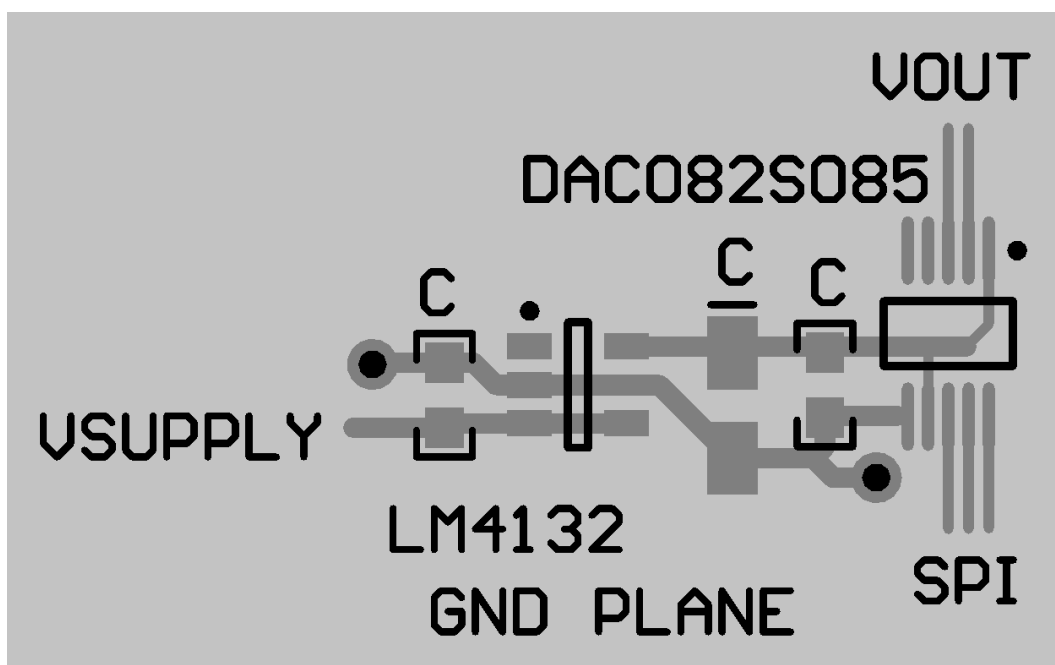 VOUT
DAC082S085
C
C
C
VSUPPLY
LM4132
SPI
GND PLANE